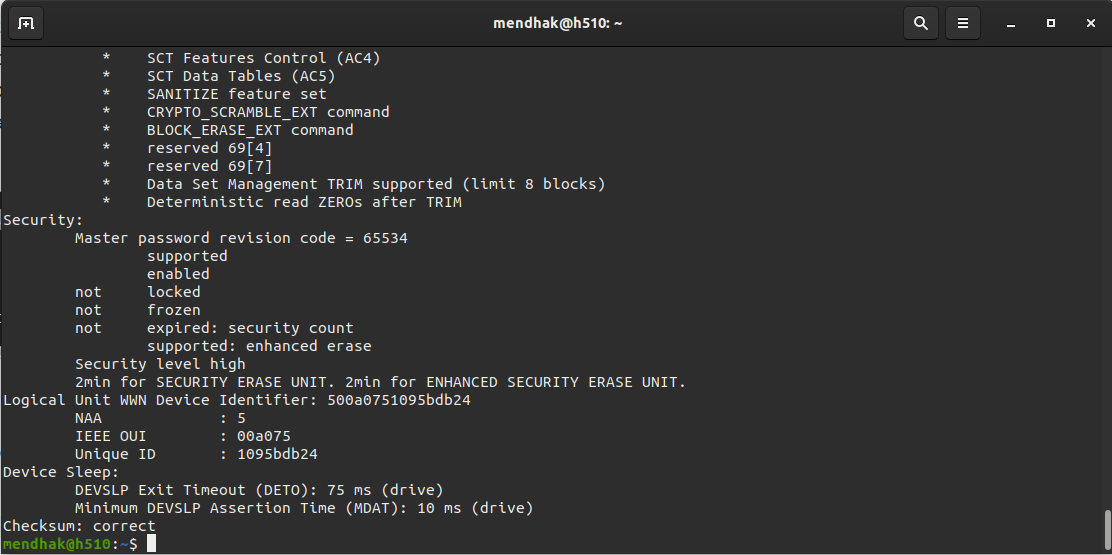 mendhak@h510: ~
* SCT Features Control (AC4)
* SCT Data Tables (AC5)
* SANITIZE feature set
* CRYPTO_SCRAMBLE_EXT command
* BLOCK_ERASE_EXT command
* reserved 69[4]
* reserved 69[7]
* Data Set Management TRIM supported (limit 8 blocks)
* Deterministic read ZEROs after TRIM
Security:
Master password revision code = 65534
supported
enabled
not locked
not frozen
not expired: security count
supported: enhanced erase
Security level high
2min for SECURITY ERASE UNIT. 2min for ENHANCED SECURITY ERASE UNIT.
Logical Unit WWN Device Identifier: 500a0751095bdb24
NAA : 5
IEEE OUI : 00a075
Unique ID : 1095bdb24
Device Sleep:
DEVSLP Exit Timeout (DETO): 75 ms (drive)
Minimum DEVSLP Assertion Time (MDAT): 10 ms (drive)
Checksum: correct
mendhak@h510:~$